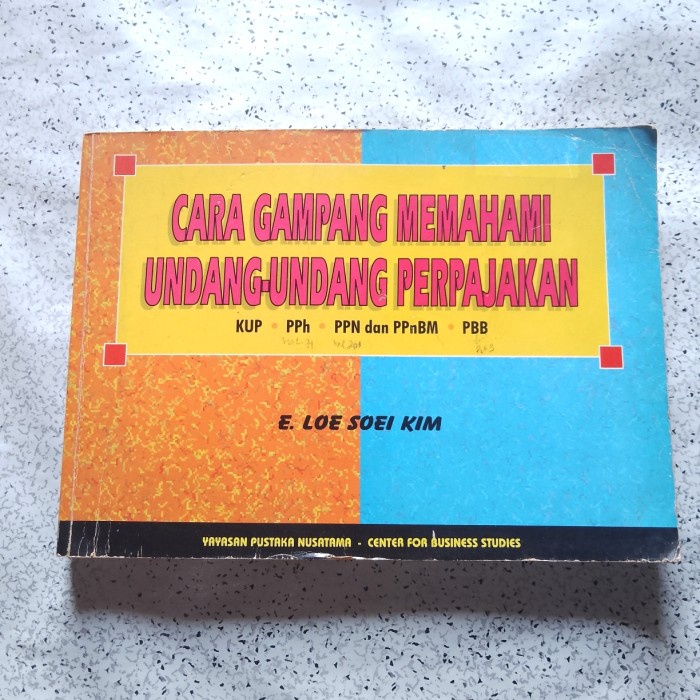 CARA GAMPANG MEMAHAMI
UNDANG-UNDANG PERPAJAKAN
KUP • PPh • PPN dan PPnBM • PBB
E. LOE SOEI KIM
YAYASAN PUSTAKA NUSATAMA - CENTER FOR BUSINESS STUDIES